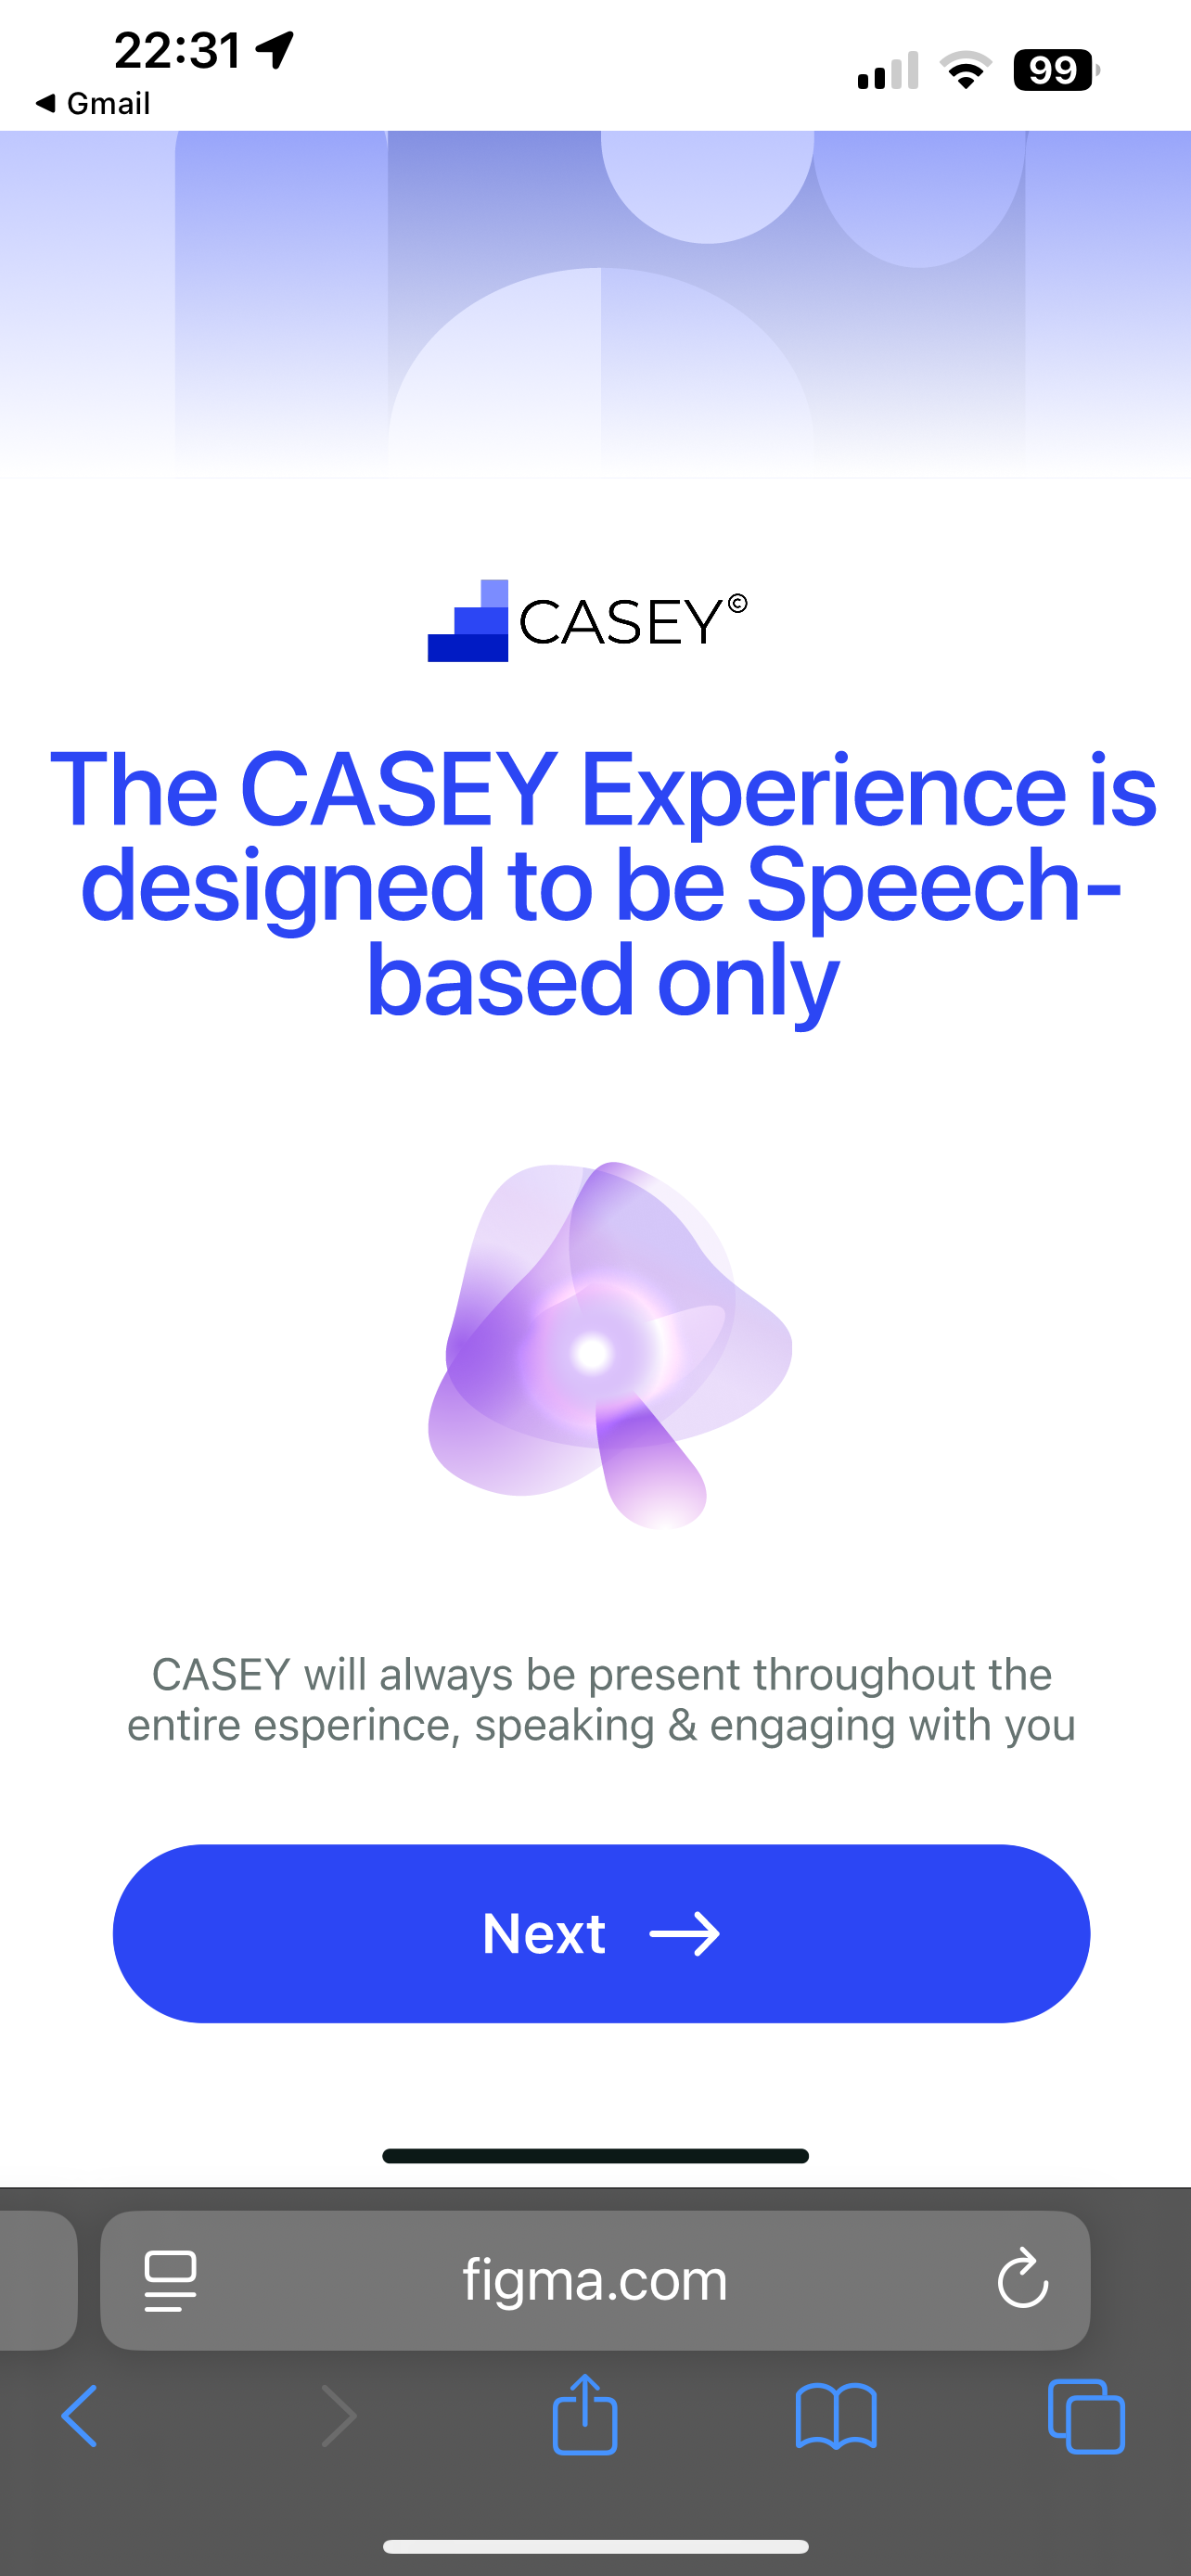 22:31
99
◀ Gmail
CASEY©
The CASEY Experience is
designed to be Speech-
based only
CASEY will always be present throughout the
entire esperince, speaking & engaging with you
Next →
figma.com